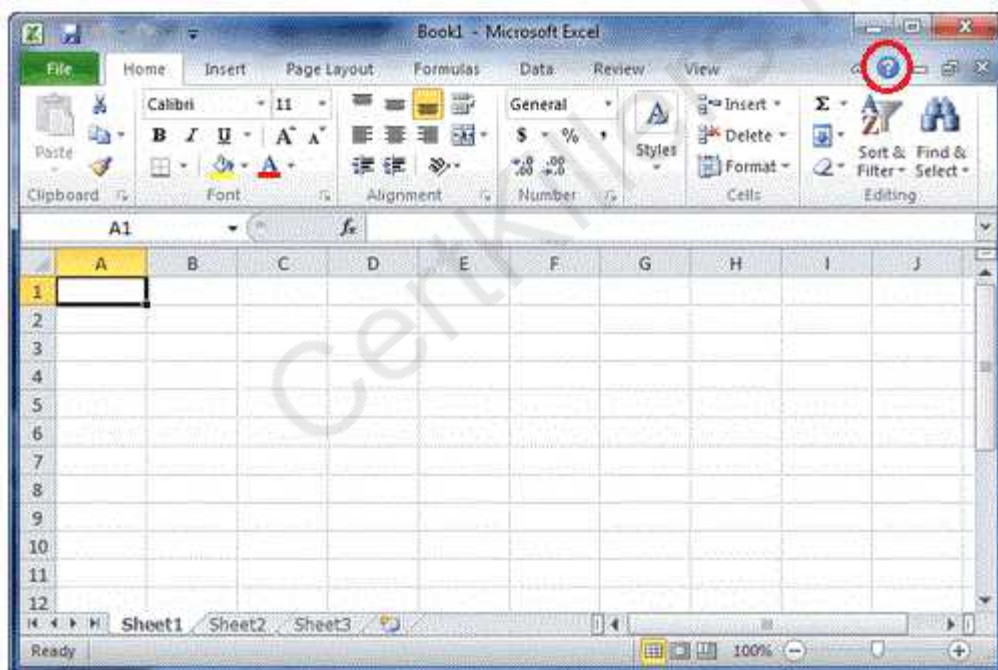 Book1 - Microsoft Excel
File Home Insert Page Layout Formulas Data Review View
Calibri 11 General Insert Σ
B I U A A $ % , Delete
Paste A Styles Format Sort & Filter Find & Select
Clipboard Font Alignment Number Cells Editing
A1 fx
A B C D E F G H I J
1
2
3
4
5
6
7
8
9
10
11
12
Sheet1 Sheet2 Sheet3
Ready 100%